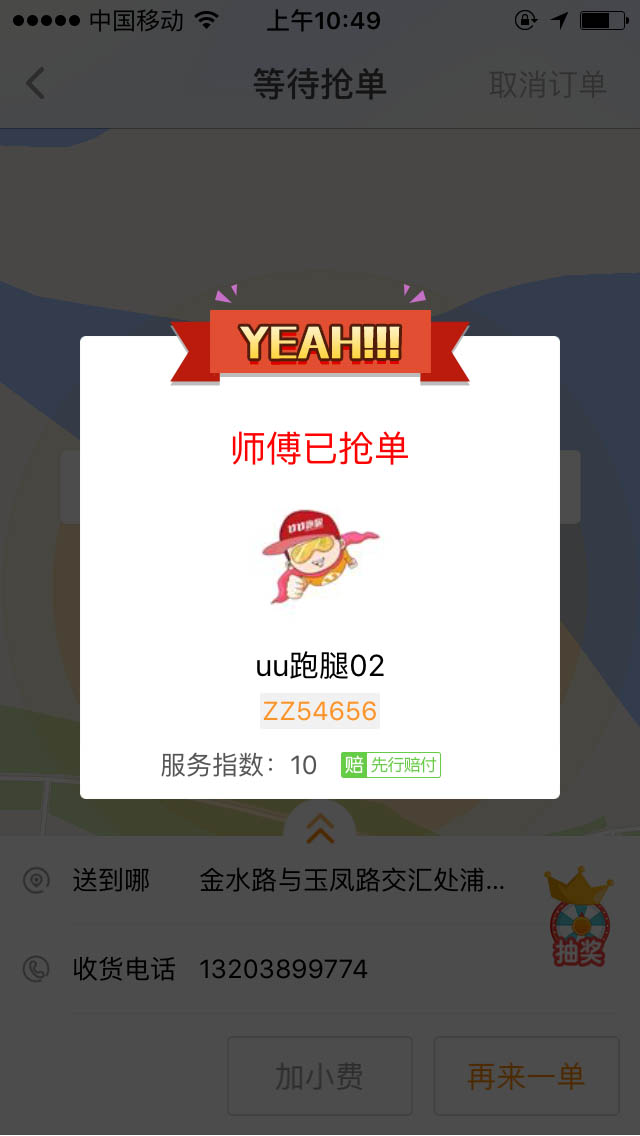 中国移动 上午10:49
等待抢单 取消订单
YEAH!!!
师傅已抢单
UU跑腿
uu跑腿02
ZZ54656
服务指数：10 赔 先行赔付
送到哪 金水路与玉凤路交汇处浦...
抽奖
收货电话 13203899774
加小费 再来一单